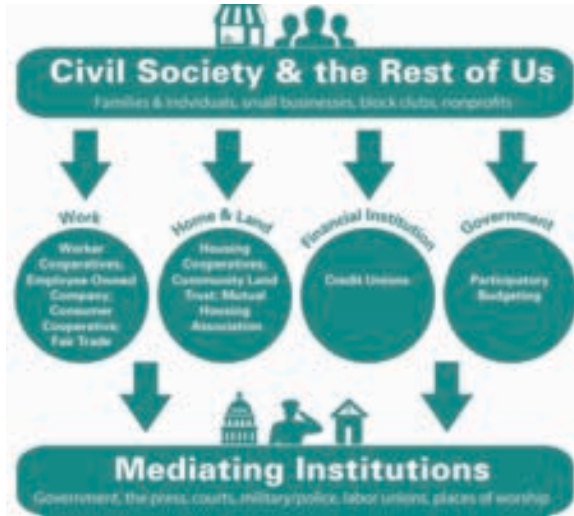 Civil Society & the Rest of Us
Families & individuals, small businesses, block clubs, nonprofits
Work
Home & Land
Financial Institution
Government
Worker
Cooperatives;
Employee Owned
Company;
Consumer
Cooperative;
Fair Trade
Housing
Cooperatives;
Community Land
Trust; Mutual
Housing
Association
Credit Unions
Participatory
Budgeting
Mediating Institutions
Government, the press, courts, military/police, labor unions, places of worship